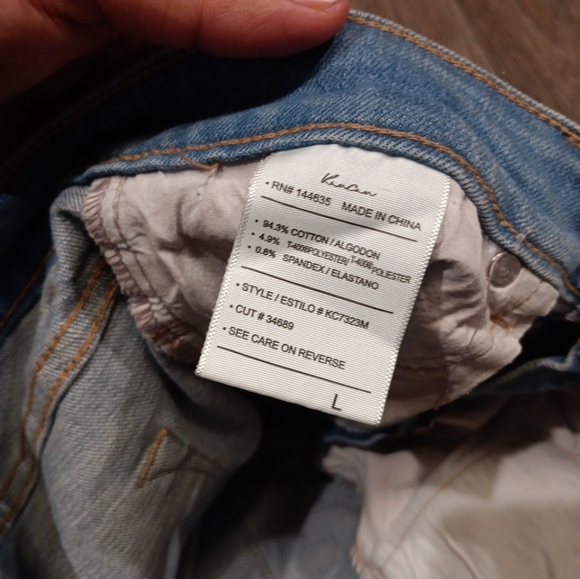 KanCan
• RN# 144635 MADE IN CHINA
• 94.3% COTTON / ALGODON
• 4.9% T-400®POLYESTER/ T-400®POLIESTER
• 0.8% SPANDEX / ELASTANO
• STYLE / ESTILO # KC7323M
• CUT # 34689
• SEE CARE ON REVERSE
L